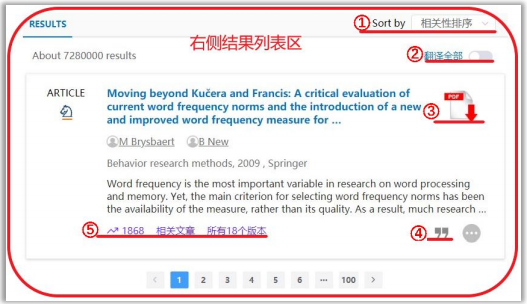 RESULTS
①Sort by 相关性排序
右侧结果列表区
About 7280000 results
②翻译全部
ARTICLE
Moving beyond Kučera and Francis: A critical evaluation of
current word frequency norms and the introduction of a new
and improved word frequency measure for ...
PDF
③
M Brysbaert B New
Behavior research methods, 2009 , Springer
Word frequency is the most important variable in research on word processing
and memory. Yet, the main criterion for selecting word frequency norms has been
the availability of the measure, rather than its quality. As a result, much research ...
⑤ 1868 相关文章 所有18个版本
④
< 1 2 3 4 5 6 ... 100 >